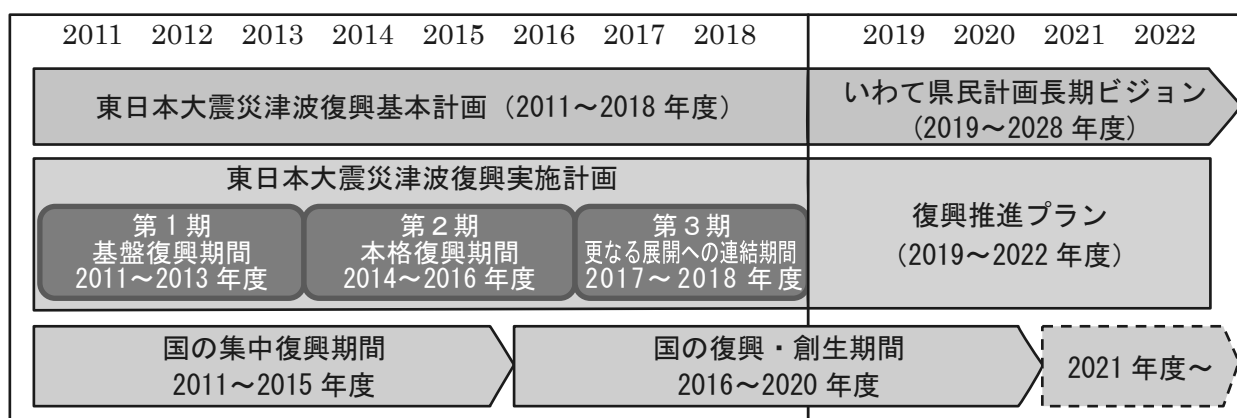 2011 2012 2013 2014 2015 2016 2017 2018 2019 2020 2021 2022
東日本大震災津波復興基本計画（2011～2018 年度）
いわて県民計画長期ビジョン
（2019～2028 年度）
東日本大震災津波復興実施計画
第１期
基盤復興期間
2011～2013 年度
第２期
本格復興期間
2014～2016 年度
第３期
更なる展開への連結期間
2017～2018 年度
復興推進プラン
（2019～2022 年度）
国の集中復興期間
2011～2015 年度
国の復興・創生期間
2016～2020 年度
2021 年度～